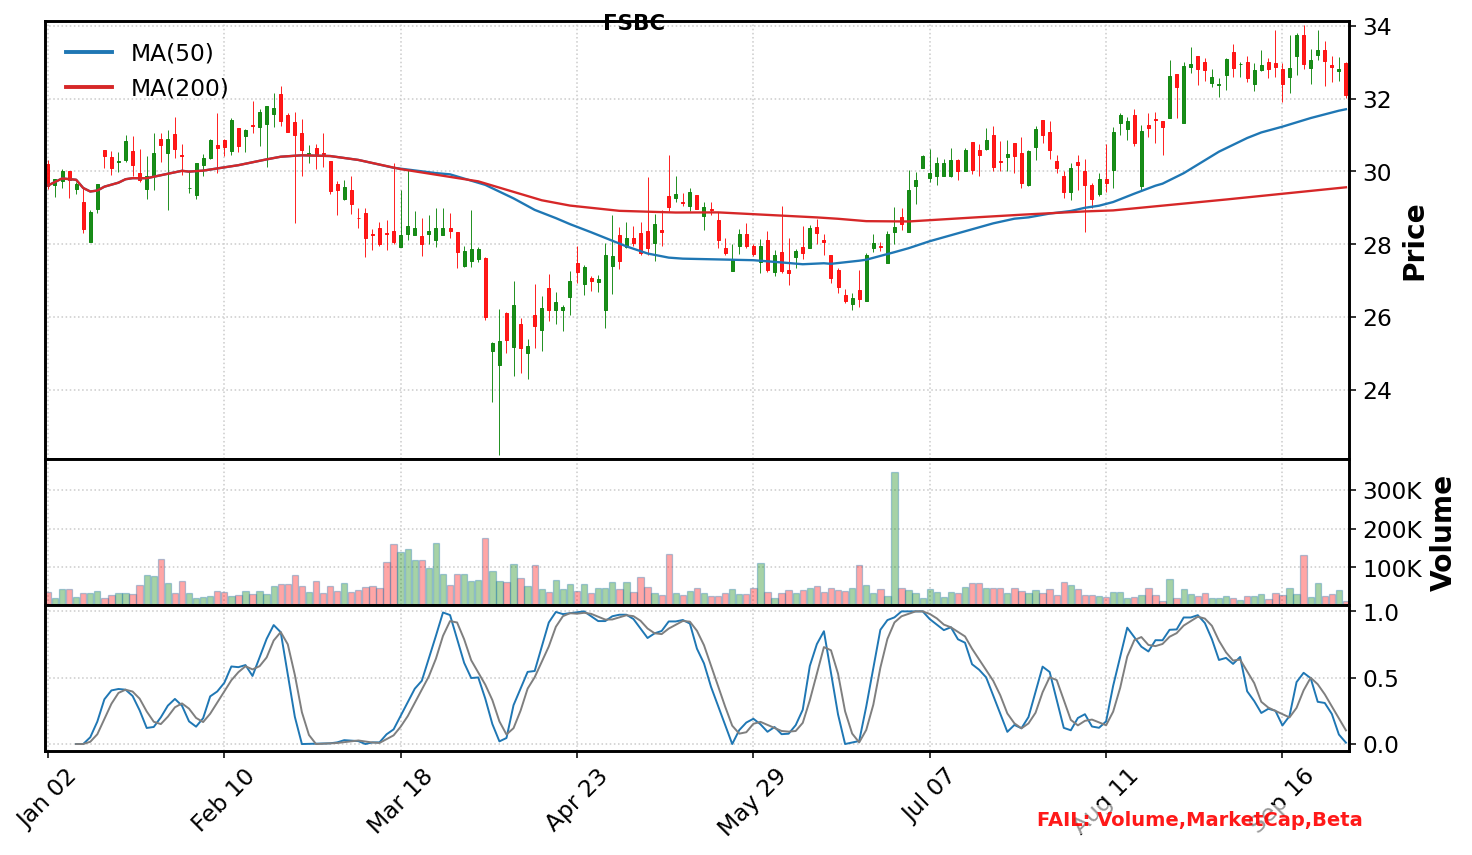 FSBC
MA(50)
MA(200)
34
32
30
28
26
24
Price
300K
200K
100K
Volume
1.0
0.5
0.0
Jan 02
Feb 10
Mar 18
Apr 23
May 29
Jul 07
Aug 11
Sep 16
FAIL: Volume,MarketCap,Beta